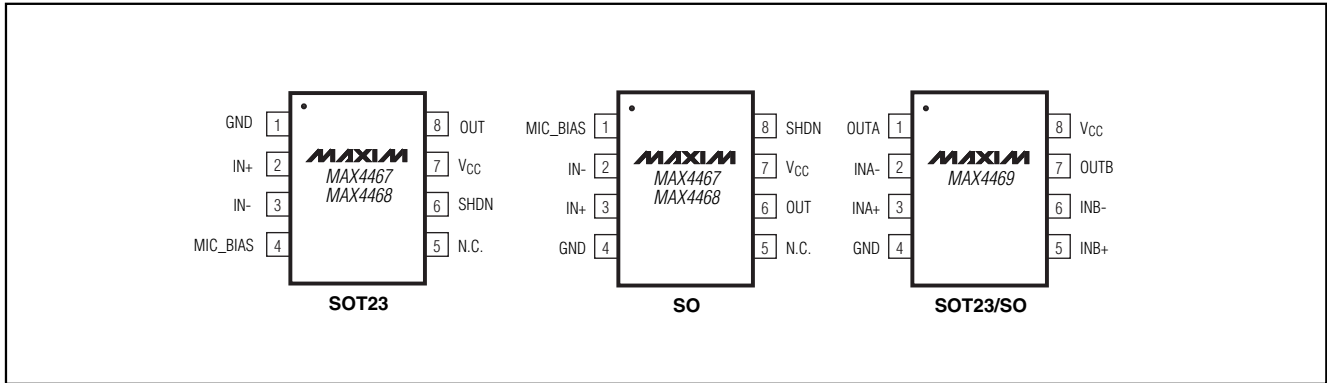 GND 1
IN+ 2
IN- 3
MIC_BIAS 4
8 OUT
7 VCC
6 SHDN
5 N.C.
MAXIM
MAX4467
MAX4468
SOT23
MIC_BIAS 1
IN- 2
IN+ 3
GND 4
8 SHDN
7 VCC
6 OUT
5 N.C.
MAXIM
MAX4467
MAX4468
SO
OUTA 1
INA- 2
INA+ 3
GND 4
8 VCC
7 OUTB
6 INB-
5 INB+
MAXIM
MAX4469
SOT23/SO